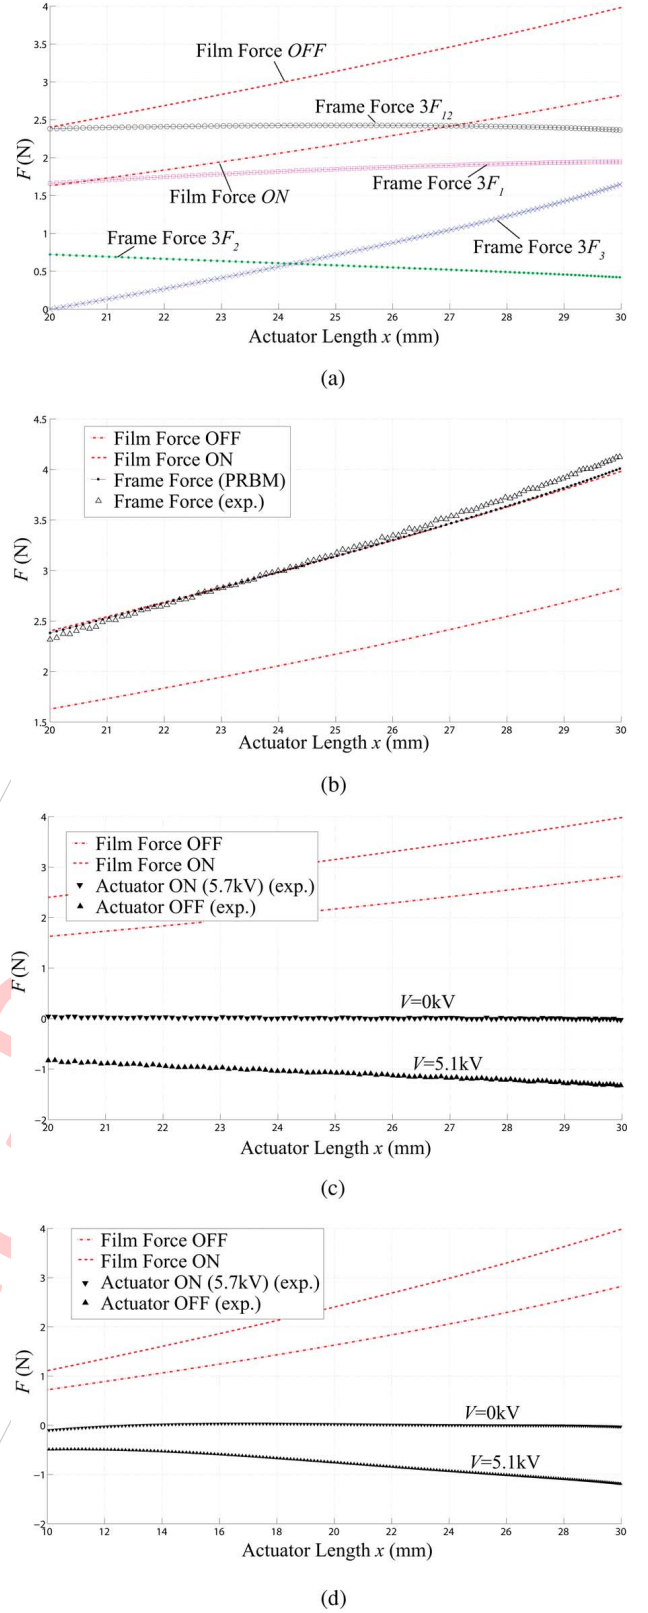 4
3.5
Film Force OFF
3
Frame Force 3F12
2.5
F (N)
2
Frame Force 3F1
1.5
Film Force ON
1
Frame Force 3F2
Frame Force 3F3
0.5
0
20 21 22 23 24 25 26 27 28 29 30
Actuator Length x (mm)
(a)
4.5
Film Force OFF
Film Force ON
4
Frame Force (PRBM)
Frame Force (exp.)
3.5
F (N)
3
2.5
2
1.5
20 21 22 23 24 25 26 27 28 29 30
Actuator Length x (mm)
(b)
4
Film Force OFF
3
Film Force ON
Actuator ON (5.7kV) (exp.)
Actuator OFF (exp.)
2
F (N)
1
V=0kV
0
V=5.1kV
-1
-2
20 21 22 23 24 25 26 27 28 29 30
Actuator Length x (mm)
(c)
4
Film Force OFF
Film Force ON
3
Actuator ON (5.7kV) (exp.)
Actuator OFF (exp.)
2
F (N)
1
V=0kV
0
V=5.1kV
-1
-2
10 12 14 16 18 20 22 24 26 28 30
Actuator Length x (mm)
(d)